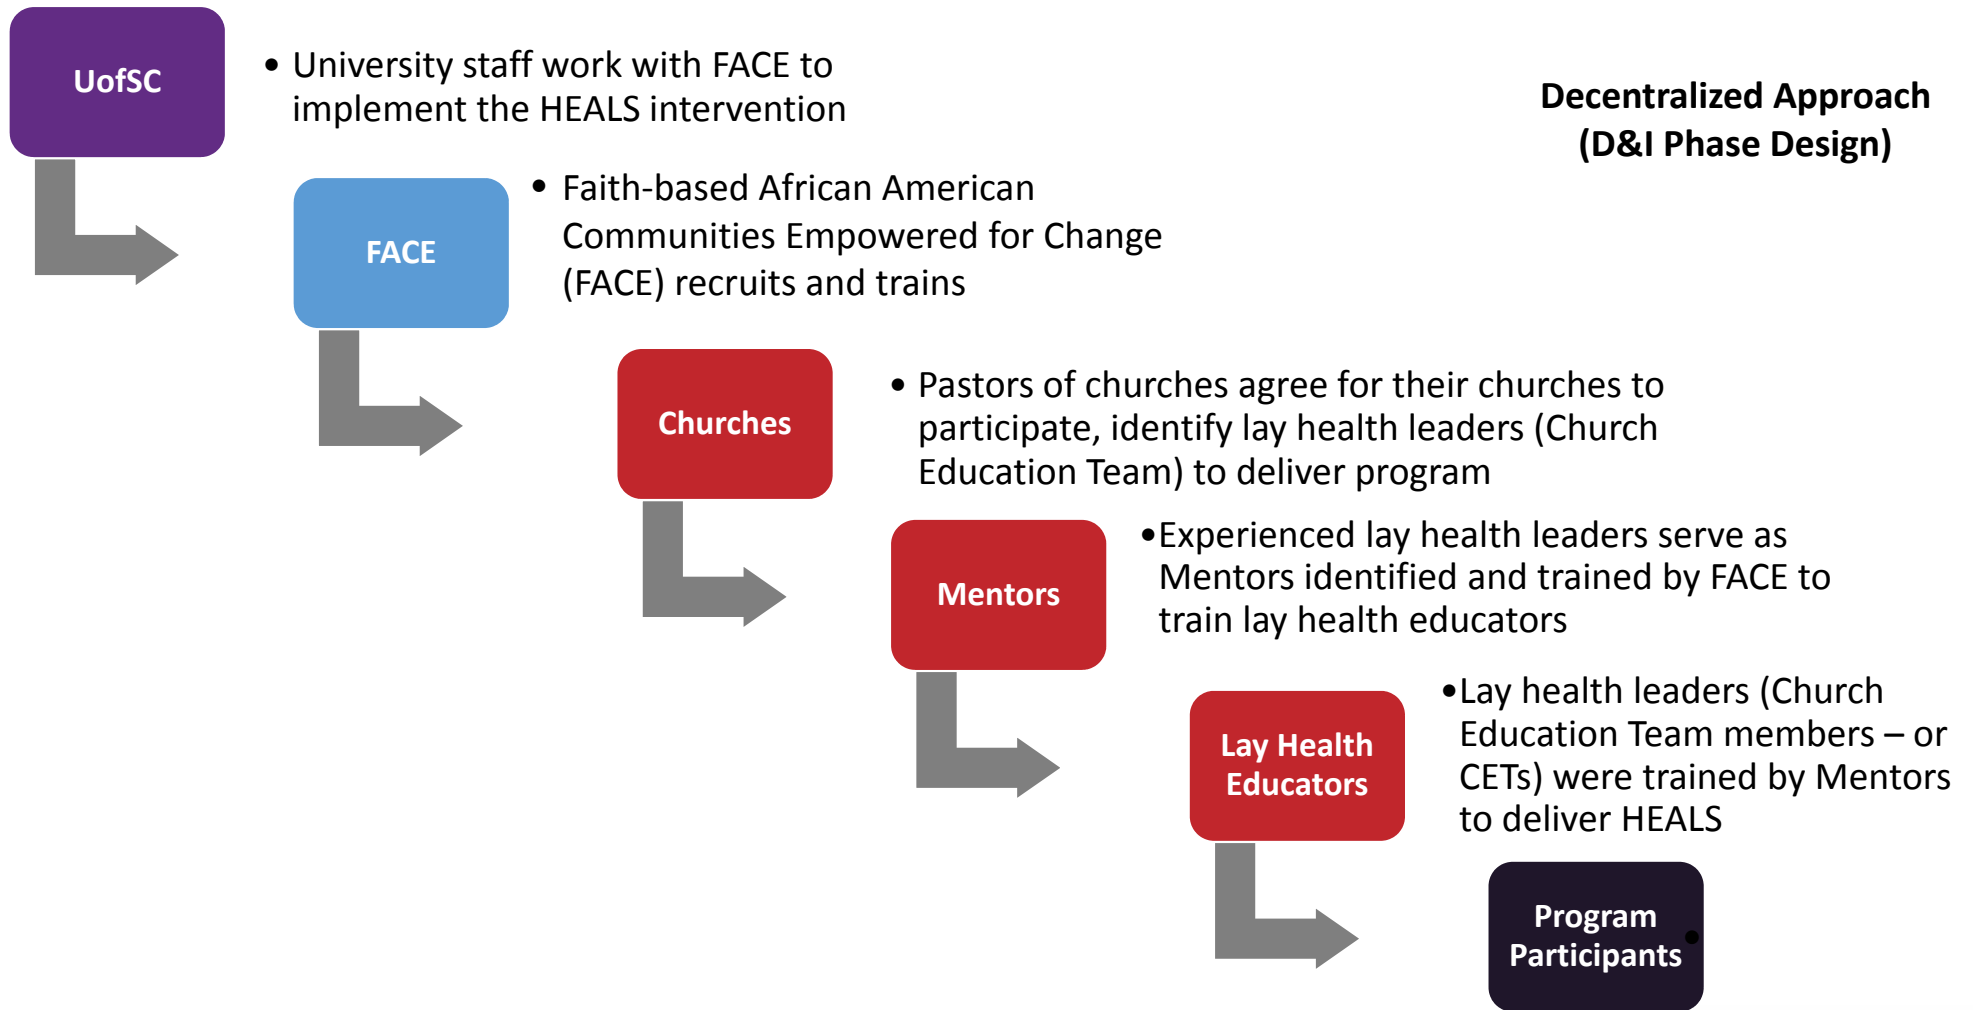 UofSC
• University staff work with FACE to
implement the HEALS intervention
Decentralized Approach
(D&I Phase Design)
FACE
• Faith-based African American
Communities Empowered for Change
(FACE) recruits and trains
Churches
• Pastors of churches agree for their churches to
participate, identify lay health leaders (Church
Education Team) to deliver program
Mentors
•Experienced lay health leaders serve as
Mentors identified and trained by FACE to
train lay health educators
Lay Health
Educators
•Lay health leaders (Church
Education Team members – or
CETs) were trained by Mentors
to deliver HEALS
Program
Participants
•